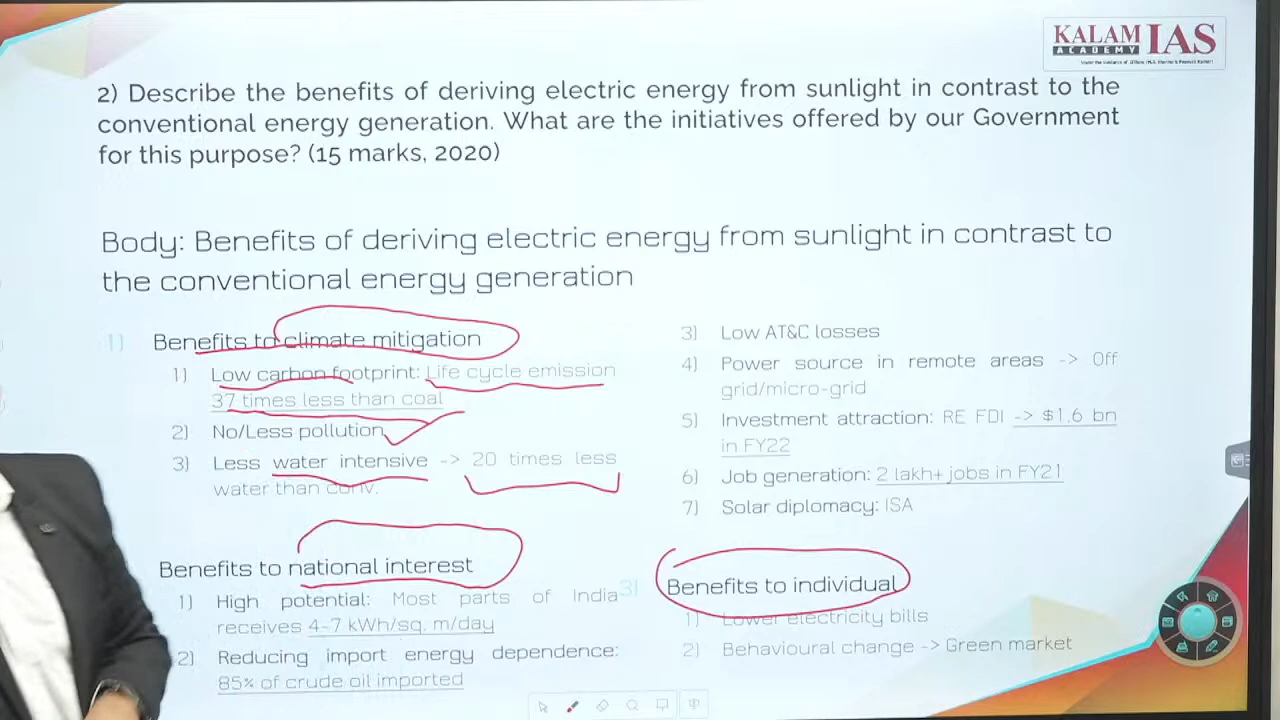 KALAM IAS
ACADEMY
2) Describe the benefits of deriving electric energy from sunlight in contrast to the
conventional energy generation. What are the initiatives offered by our Government
for this purpose? (15 marks, 2020)
Body: Benefits of deriving electric energy from sunlight in contrast to
the conventional energy generation
1) Benefits to climate mitigation
1) Low carbon footprint: Life cycle emission
37 times less than coal
2) No/Less pollution
3) Less water intensive -> 20 times less
water than conv.
Benefits to national interest
1) High potential: Most parts of India
receives 4-7 kWh/sq. m/day
2) Reducing import energy dependence:
85% of crude oil imported
3) Low AT&C losses
4) Power source in remote areas -> Off
grid/micro-grid
5) Investment attraction: RE FDI -> $1.6 bn
in FY22
6) Job generation: 2 lakh+ jobs in FY21
7) Solar diplomacy: ISA
3) Benefits to individual
1) Lower electricity bills
2) Behavioural change -> Green market